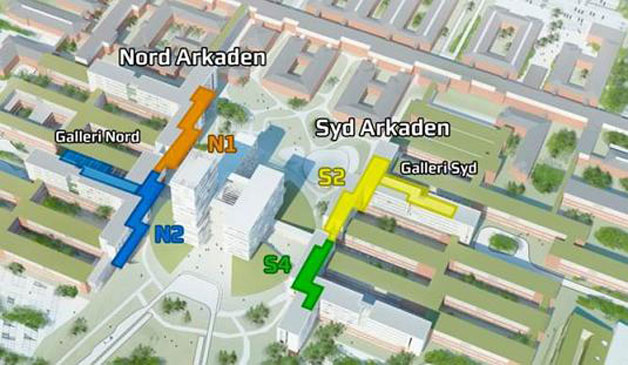 Nord Arkaden
Galleri Nord
N1
Syd Arkaden
Galleri Syd
S2
N2
S4